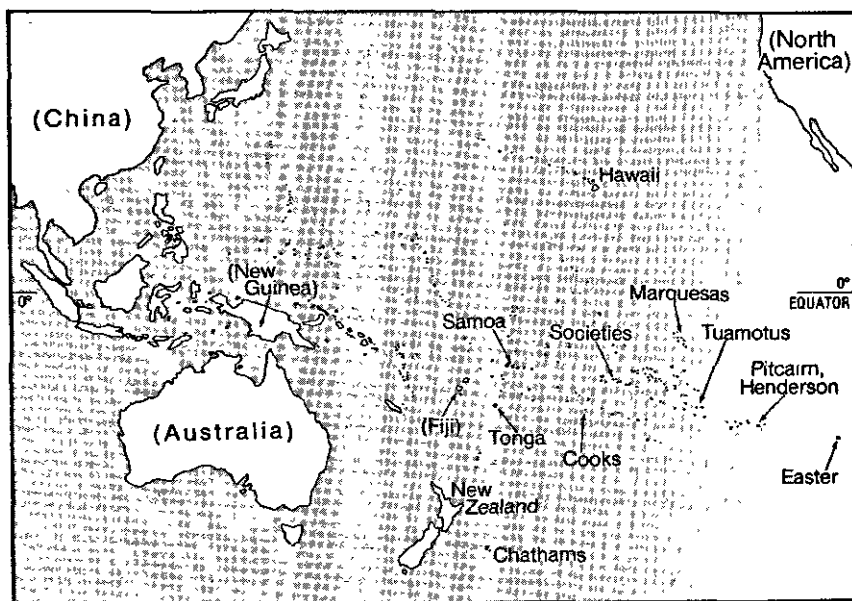 (North
America)
(China)
Hawaii
(New
Guinea)
0°
0°
EQUATOR
Marquesas
Samoa
Societies
Tuamotus
Pitcairn,
Henderson
(Australia)
(Fiji)
Tonga
Cooks
Easter
New
Zealand
Chathams